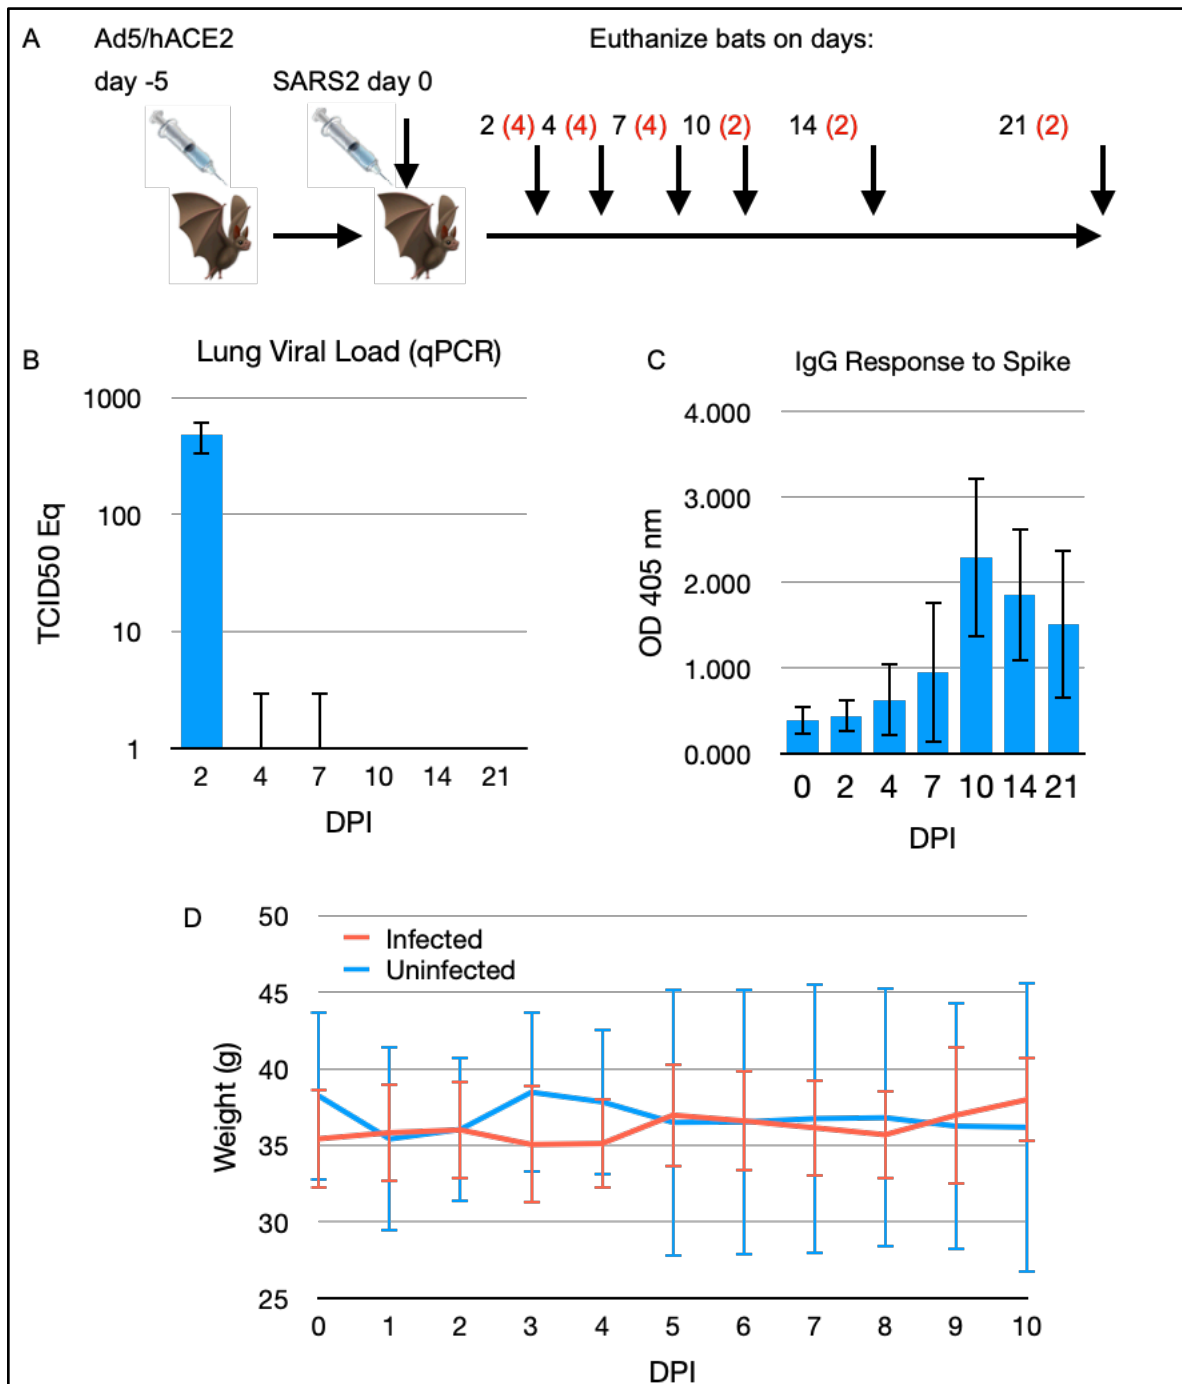 A Ad5/hACE2 Euthanize bats on days:
day -5 SARS2 day 0
2 (4) 4 (4) 7 (4) 10 (2) 14 (2) 21 (2)
B Lung Viral Load (qPCR)
1000
100
10
1
TCID50 Eq
2 4 7 10 14 21
DPI
C IgG Response to Spike
4.000
3.000
2.000
1.000
0.000
OD 405 nm
0 2 4 7 10 14 21
DPI
D
50
45
40
35
30
25
Weight (g)
Infected
Uninfected
0 1 2 3 4 5 6 7 8 9 10
DPI